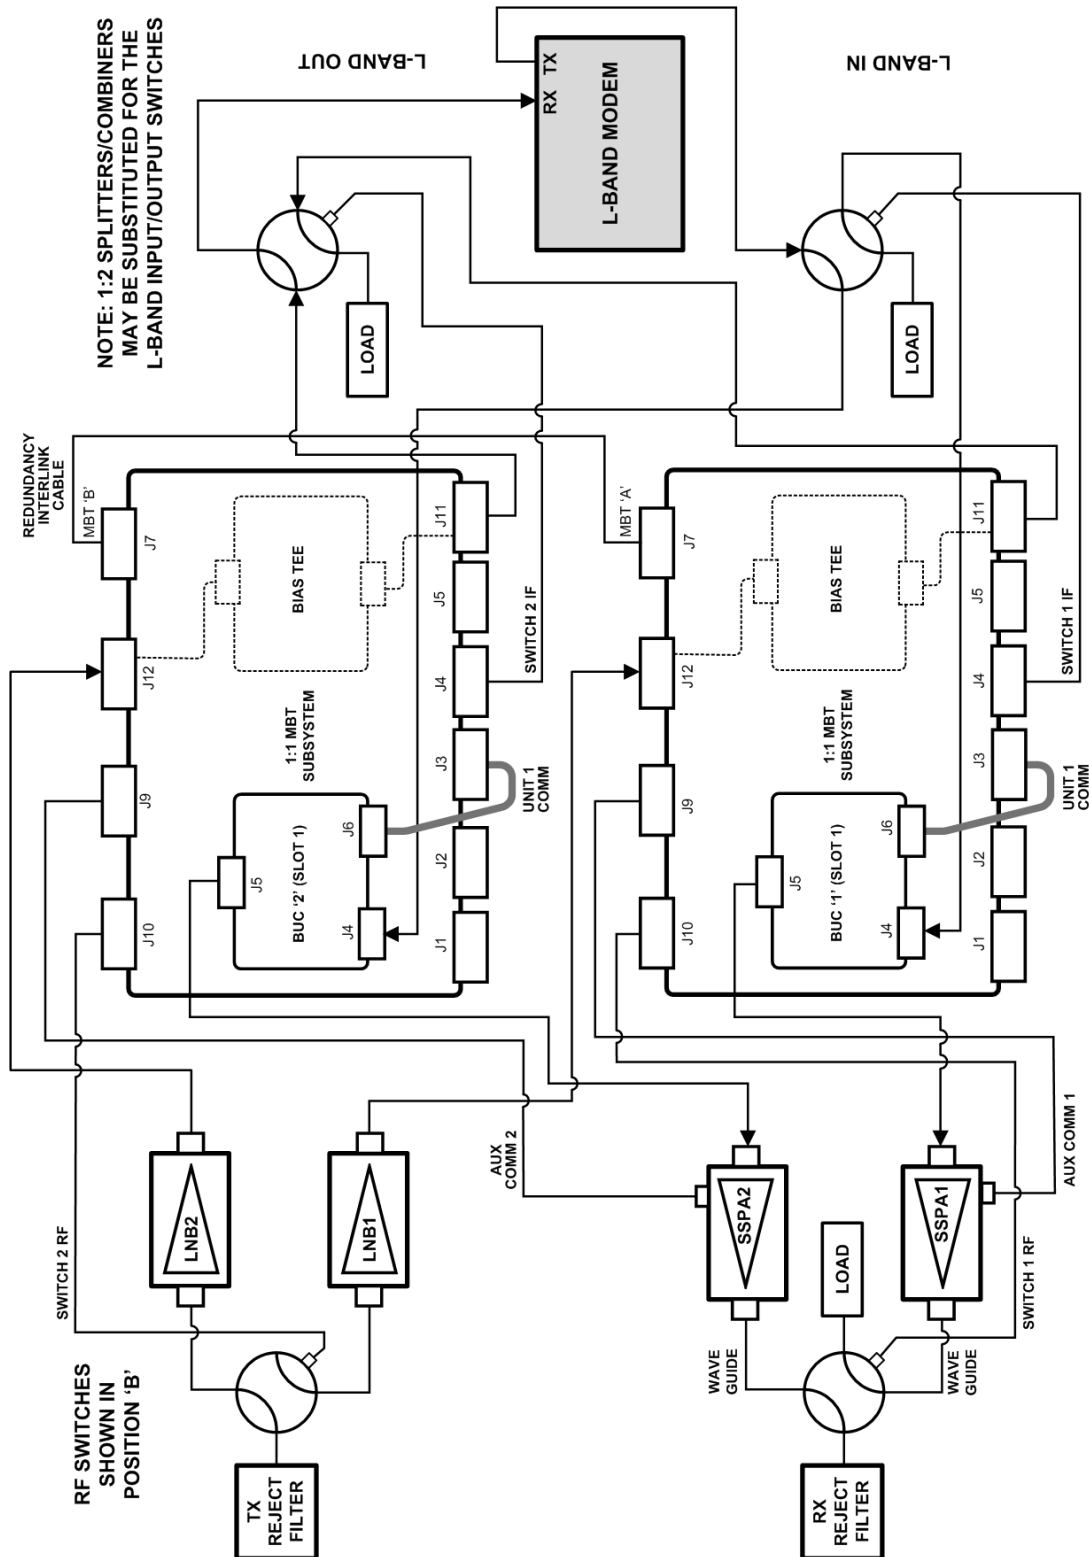 RF SWITCHES
SHOWN IN
POSITION ‘B’
NOTE: 1:2 SPLITTERS/COMBINERS
MAY BE SUBSTITUTED FOR THE
L-BAND INPUT/OUTPUT SWITCHES
SWITCH 2 RF
REDUNDANCY
INTERLINK
CABLE
TX
REJECT
FILTER
LNB2
LNB1
J10
J9
J12
J7
MBT ‘B’
J5
BUC ‘2’ (SLOT 1)
J4
J6
1:1 MBT
SUBSYSTEM
BIAS TEE
J1
J2
J3
J4
J5
J11
UNIT 1
COMM
SWITCH 2 IF
LOAD
L-BAND OUT
RX
TX
L-BAND MODEM
AUX
COMM 2
RX
REJECT
FILTER
WAVE
GUIDE
LOAD
WAVE
GUIDE
SSPA2
SSPA1
SWITCH 1 RF
AUX COMM 1
J10
J9
J12
J7
MBT ‘A’
J5
BUC ‘1’ (SLOT 1)
J4
J6
1:1 MBT
SUBSYSTEM
BIAS TEE
J1
J2
J3
J4
J5
J11
UNIT 1
COMM
SWITCH 1 IF
LOAD
L-BAND IN